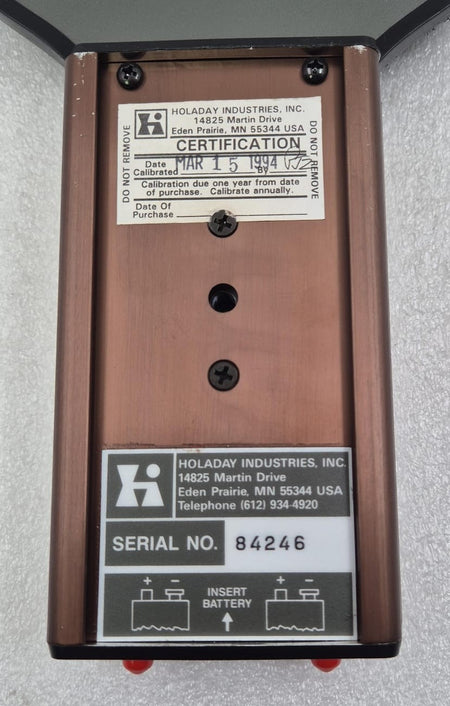 HOLADAY INDUSTRIES, INC.
14825 Martin Drive
Eden Prairie, MN 55344 USA
CERTIFICATION
Date Calibrated MAR 15 1994 BY
Calibration due one year from date
of purchase. Calibrate annually.
Date Of
Purchase
DO NOT REMOVE
DO NOT REMOVE
Hi
HOLADAY INDUSTRIES, INC.
14825 Martin Drive
Eden Prairie, MN 55344 USA
Telephone (612) 934-4920
SERIAL NO. 84246
+ - INSERT + -
BATTERY